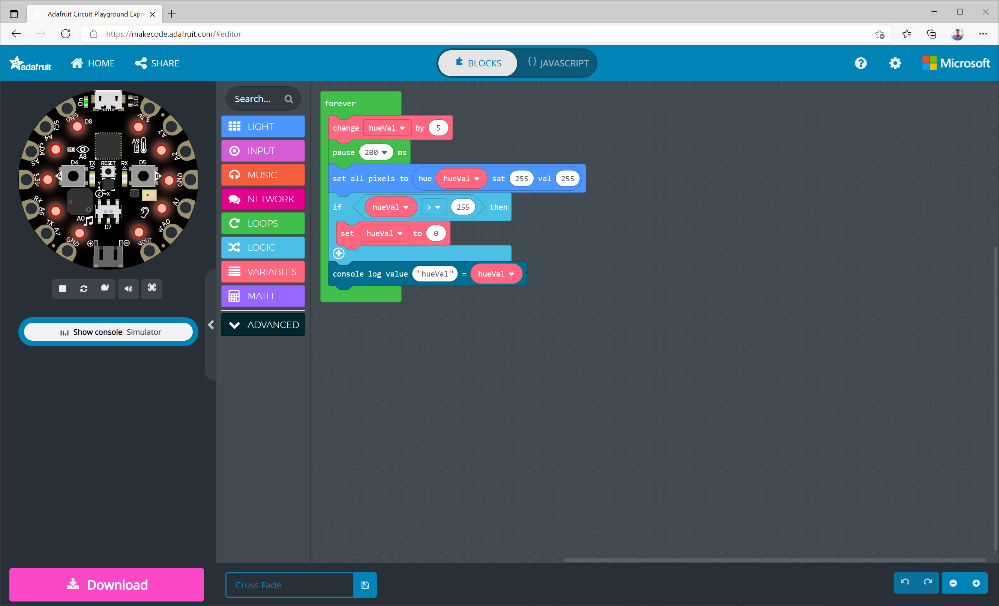 Adafruit Circuit Playground Expre
https://makecode.adafruit.com/#editor
adafruit
HOME
SHARE
BLOCKS
{} JAVASCRIPT
Microsoft
On
D13
GND
D8
3.3V
SCL
A4
A3
SDA
A5
A8
A9
A2
D4
TX
RESET
RX
D5
3.3V
A
B
GND
Y
Z
X
RX
A6
A1
A0
D7
TX
A7
A0
GND
VOUT
Show console Simulator
Download
Search...
LIGHT
INPUT
MUSIC
NETWORK
LOOPS
LOGIC
VARIABLES
MATH
ADVANCED
forever
change hueVal by 5
pause 200 ms
set all pixels to hue hueVal sat 255 val 255
if hueVal > 255 then
set hueVal to 0
console log value "hueVal" = hueVal
Cross Fade